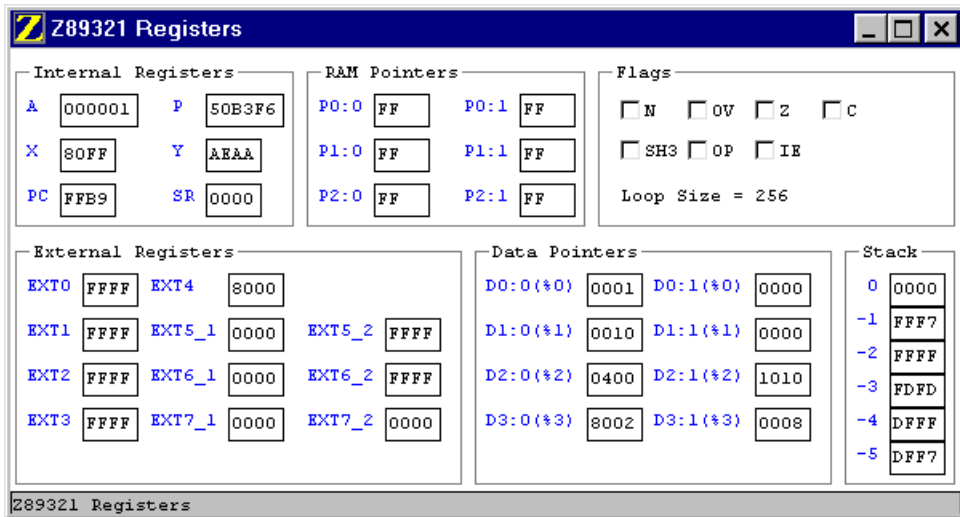 Z89321 Registers
Internal Registers
A 000001 P 50B3F6
X 80FF Y AEAA
PC FFB9 SR 0000
RAM Pointers
P0:0 FF P0:1 FF
P1:0 FF P1:1 FF
P2:0 FF P2:1 FF
Flags
N OV Z C
SH3 OP IE
Loop Size = 256
External Registers
EXT0 FFFF EXT4 8000
EXT1 FFFF EXT5_1 0000 EXT5_2 FFFF
EXT2 FFFF EXT6_1 0000 EXT6_2 FFFF
EXT3 FFFF EXT7_1 0000 EXT7_2 0000
Data Pointers
D0:0(%0) 0001 D0:1(%0) 0000
D1:0(%1) 0010 D1:1(%1) 0000
D2:0(%2) 0400 D2:1(%2) 1010
D3:0(%3) 8002 D3:1(%3) 0008
Stack
0 0000
-1 FFF7
-2 FFFF
-3 FDFD
-4 DFFF
-5 DFF7
Z89321 Registers